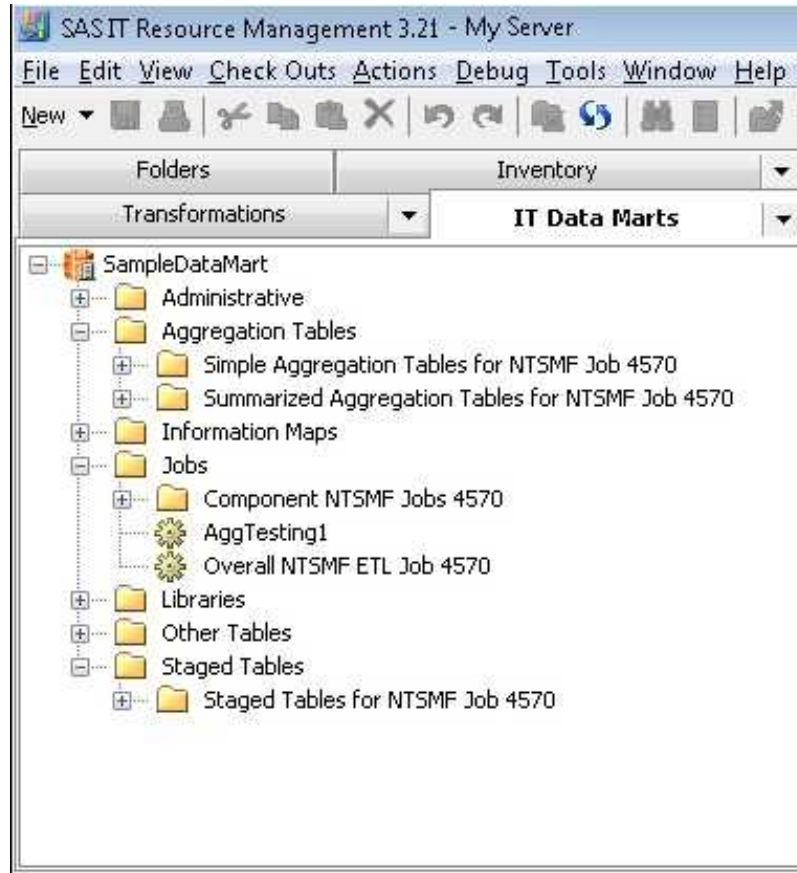 SAS IT Resource Management 3.21 - My Server
File Edit View Check Outs Actions Debug Tools Window Help
New
Folders Inventory
Transformations IT Data Marts
SampleDataMart
Administrative
Aggregation Tables
Simple Aggregation Tables for NTSMF Job 4570
Summarized Aggregation Tables for NTSMF Job 4570
Information Maps
Jobs
Component NTSMF Jobs 4570
AggTesting1
Overall NTSMF ETL Job 4570
Libraries
Other Tables
Staged Tables
Staged Tables for NTSMF Job 4570